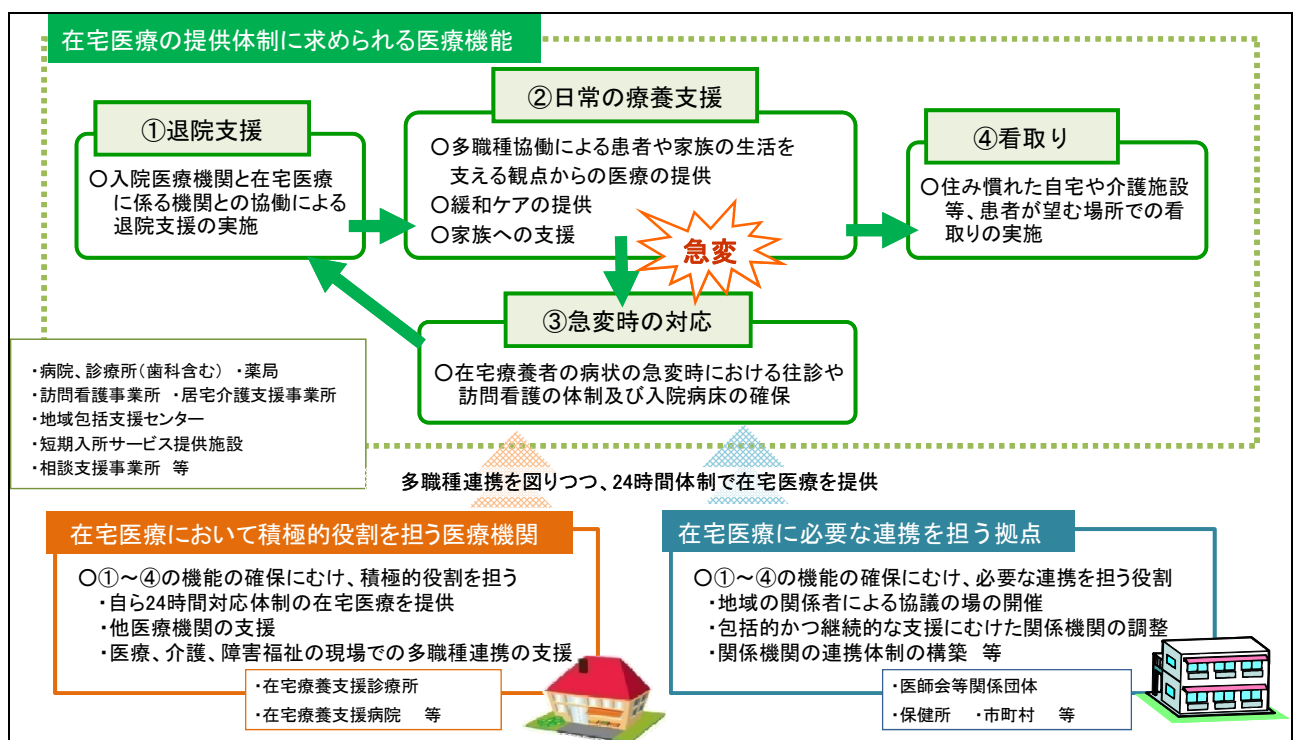 在宅医療の提供体制に求められる医療機能
①退院支援
〇入院医療機関と在宅医療
に係る機関との協働による
退院支援の実施
②日常の療養支援
〇多職種協働による患者や家族の生活を
支える観点からの医療の提供
〇緩和ケアの提供
〇家族への支援
急変
④看取り
〇住み慣れた自宅や介護施設
等、患者が望む場所での看
取りの実施
③急変時の対応
〇在宅療養者の病状の急変時における往診や
訪問看護の体制及び入院病床の確保
・病院、診療所(歯科含む) ・薬局
・訪問看護事業所 ・居宅介護支援事業所
・地域包括支援センター
・短期入所サービス提供施設
・相談支援事業所 等
多職種連携を図りつつ、24時間体制で在宅医療を提供
在宅医療において積極的役割を担う医療機関
〇①～④の機能の確保にむけ、積極的役割を担う
・自ら24時間対応体制の在宅医療を提供
・他医療機関の支援
・医療、介護、障害福祉の現場での多職種連携の支援
・在宅療養支援診療所
・在宅療養支援病院 等
在宅医療に必要な連携を担う拠点
〇①～④の機能の確保にむけ、必要な連携を担う役割
・地域の関係者による協議の場の開催
・包括的かつ継続的な支援にむけた関係機関の調整
・関係機関の連携体制の構築 等
・医師会等関係団体
・保健所 ・市町村 等